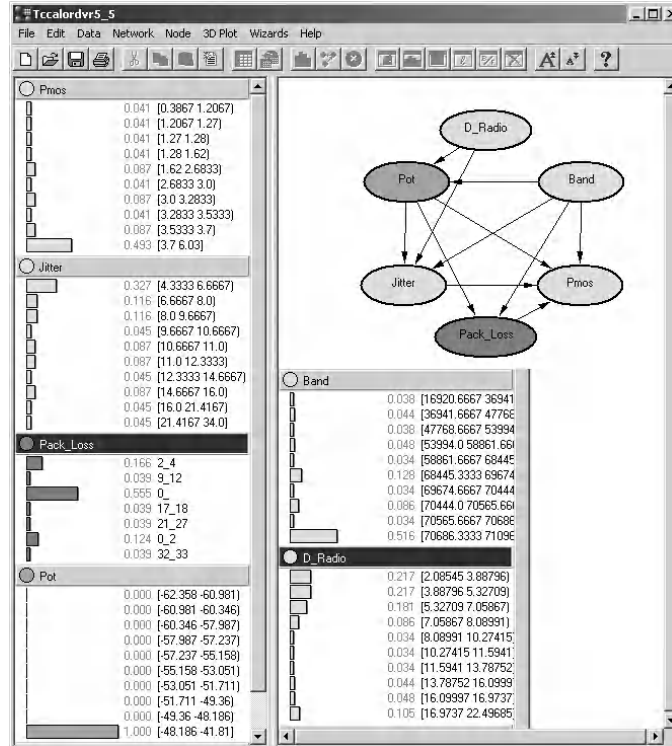 Tccalordvr5_5
File Edit Data Network Node 3D Plot Wizards Help
Pmos
0.041 [0.3867 1.2067)
0.041 [1.2067 1.27)
0.041 [1.27 1.28)
0.041 [1.28 1.62)
0.087 [1.62 2.6833)
0.041 [2.6833 3.0)
0.087 [3.0 3.2833)
0.041 [3.2833 3.5333)
0.087 [3.5333 3.7)
0.493 [3.7 6.03)
Jitter
0.327 [4.3333 6.6667)
0.116 [6.6667 8.0)
0.116 [8.0 9.6667)
0.045 [9.6667 10.6667)
0.087 [10.6667 11.0)
0.087 [11.0 12.3333)
0.045 [12.3333 14.6667)
0.087 [14.6667 16.0)
0.045 [16.0 21.4167)
0.045 [21.4167 34.0)
Pack_Loss
0.166 2_4
0.039 9_12
0.555 0_
0.039 17_18
0.039 21_27
0.124 0_2
0.039 32_33
Pot
0.000 [-62.358 -60.981)
0.000 [-60.981 -60.346)
0.000 [-60.346 -57.987)
0.000 [-57.987 -57.237)
0.000 [-57.237 -55.158)
0.000 [-55.158 -53.051)
0.000 [-53.051 -51.711)
0.000 [-51.711 -49.36)
0.000 [-49.36 -48.186)
1.000 [-48.186 -41.81)
D_Radio
Pot
Band
Jitter
Pmos
Pack_Loss
Band
0.038 [16920.6667 36941
0.044 [36941.6667 47768
0.038 [47768.6667 53994
0.048 [53994.0 58861.66
0.034 [58861.6667 68445
0.128 [68445.3333 69674
0.034 [69674.6667 70444
0.086 [70444.0 70565.66
0.034 [70565.6667 70686
0.516 [70686.3333 71098
D_Radio
0.217 [2.08545 3.88796)
0.217 [3.88796 5.32709)
0.181 [5.32709 7.05867)
0.086 [7.05867 8.08991)
0.034 [8.08991 10.27415)
0.034 [10.27415 11.5941)
0.034 [11.5941 13.78752)
0.044 [13.78752 16.0999
0.048 [16.09997 16.9737)
0.105 [16.9737 22.49685)